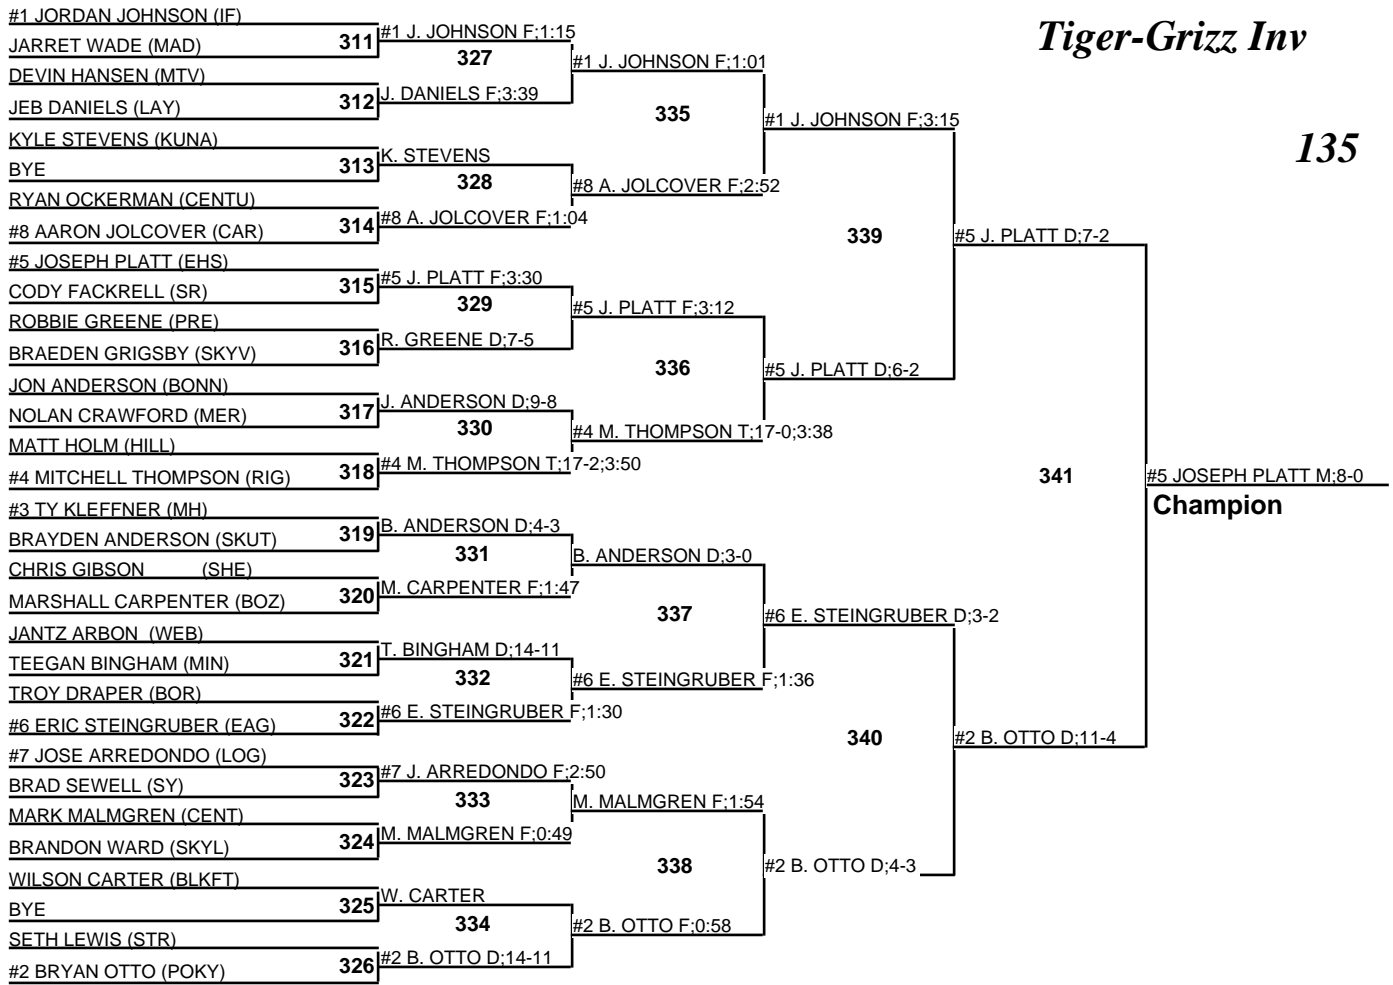 Tiger-Grizz Inv
135
#1 JORDAN JOHNSON (IF)
JARRET WADE (MAD)
DEVIN HANSEN (MTV)
JEB DANIELS (LAY)
KYLE STEVENS (KUNA)
BYE
RYAN OCKERMAN (CENTU)
#8 AARON JOLCOVER (CAR)
#5 JOSEPH PLATT (EHS)
CODY FACKRELL (SR)
ROBBIE GREENE (PRE)
BRAEDEN GRIGSBY (SKYV)
JON ANDERSON (BONN)
NOLAN CRAWFORD (MER)
MATT HOLM (HILL)
#4 MITCHELL THOMPSON (RIG)
#3 TY KLEFFNER (MH)
BRAYDEN ANDERSON (SKUT)
CHRIS GIBSON (SHE)
MARSHALL CARPENTER (BOZ)
JANTZ ARBON (WEB)
TEEGAN BINGHAM (MIN)
TROY DRAPER (BOR)
#6 ERIC STEINGRUBER (EAG)
#7 JOSE ARREDONDO (LOG)
BRAD SEWELL (SY)
MARK MALMGREN (CENT)
BRANDON WARD (SKYL)
WILSON CARTER (BLKFT)
BYE
SETH LEWIS (STR)
#2 BRYAN OTTO (POKY)
311
312
313
314
315
316
317
318
319
320
321
322
323
324
325
326
#1 J. JOHNSON F;1:15
327
J. DANIELS F;3:39
K. STEVENS
328
#8 A. JOLCOVER F;1:04
#5 J. PLATT F;3:30
329
R. GREENE D;7-5
J. ANDERSON D;9-8
330
#4 M. THOMPSON T;17-2;3:50
B. ANDERSON D;4-3
331
M. CARPENTER F;1:47
T. BINGHAM D;14-11
332
#6 E. STEINGRUBER F;1:30
#7 J. ARREDONDO F;2:50
333
M. MALMGREN F;0:49
W. CARTER
334
#2 B. OTTO D;14-11
#1 J. JOHNSON F;1:01
335
#8 A. JOLCOVER F;2:52
#5 J. PLATT F;3:12
336
#4 M. THOMPSON T;17-0;3:38
B. ANDERSON D;3-0
337
#6 E. STEINGRUBER F;1:36
M. MALMGREN F;1:54
338
#2 B. OTTO F;0:58
#1 J. JOHNSON F;3:15
339
#5 J. PLATT D;6-2
#6 E. STEINGRUBER D;3-2
340
#2 B. OTTO D;4-3
#5 J. PLATT D;7-2
341
#2 B. OTTO D;11-4
#5 JOSEPH PLATT M;8-0
Champion